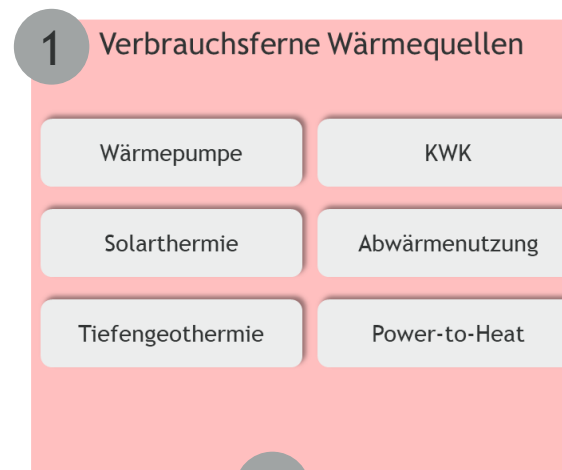 1 Verbrauchsferne Wärmequellen
Wärmepumpe KWK
Solarthermie Abwärmenutzung
Tiefengeothermie Power-to-Heat